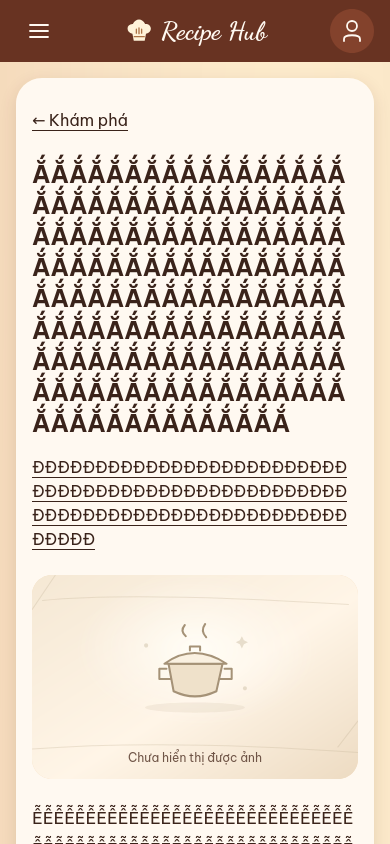 ← Khám phá
Recipe Hub
ẮẮẮẮẮẮẮẮẮẮẮẮẮẮẮẮẮ
ẮẮẮẮẮẮẮẮẮẮẮẮẮẮẮẮẮ
ẮẮẮẮẮẮẮẮẮẮẮẮẮẮẮẮẮ
ẮẮẮẮẮẮẮẮẮẮẮẮẮẮẮẮẮ
ẮẮẮẮẮẮẮẮẮẮẮẮẮẮẮẮẮ
ẮẮẮẮẮẮẮẮẮẮẮẮẮẮẮẮẮ
ẮẮẮẮẮẮẮẮẮẮẮẮẮẮẮẮẮ
ẮẮẮẮẮẮẮẮẮẮẮẮẮẮẮẮẮ
ẮẮẮẮẮẮẮẮẮẮẮẮẮẮ
ĐĐĐĐĐĐĐĐĐĐĐĐĐĐĐĐĐĐĐĐĐĐĐĐĐ
ĐĐĐĐĐĐĐĐĐĐĐĐĐĐĐĐĐĐĐĐĐĐĐĐĐ
ĐĐĐĐĐĐĐĐĐĐĐĐĐĐĐĐĐĐĐĐĐĐĐĐĐ
ĐĐĐĐĐ
Chưa hiển thị được ảnh
ỄỄỄỄỄỄỄỄỄỄỄỄỄỄỄỄỄỄỄỄỄỄỄỄỄỄỄỄ